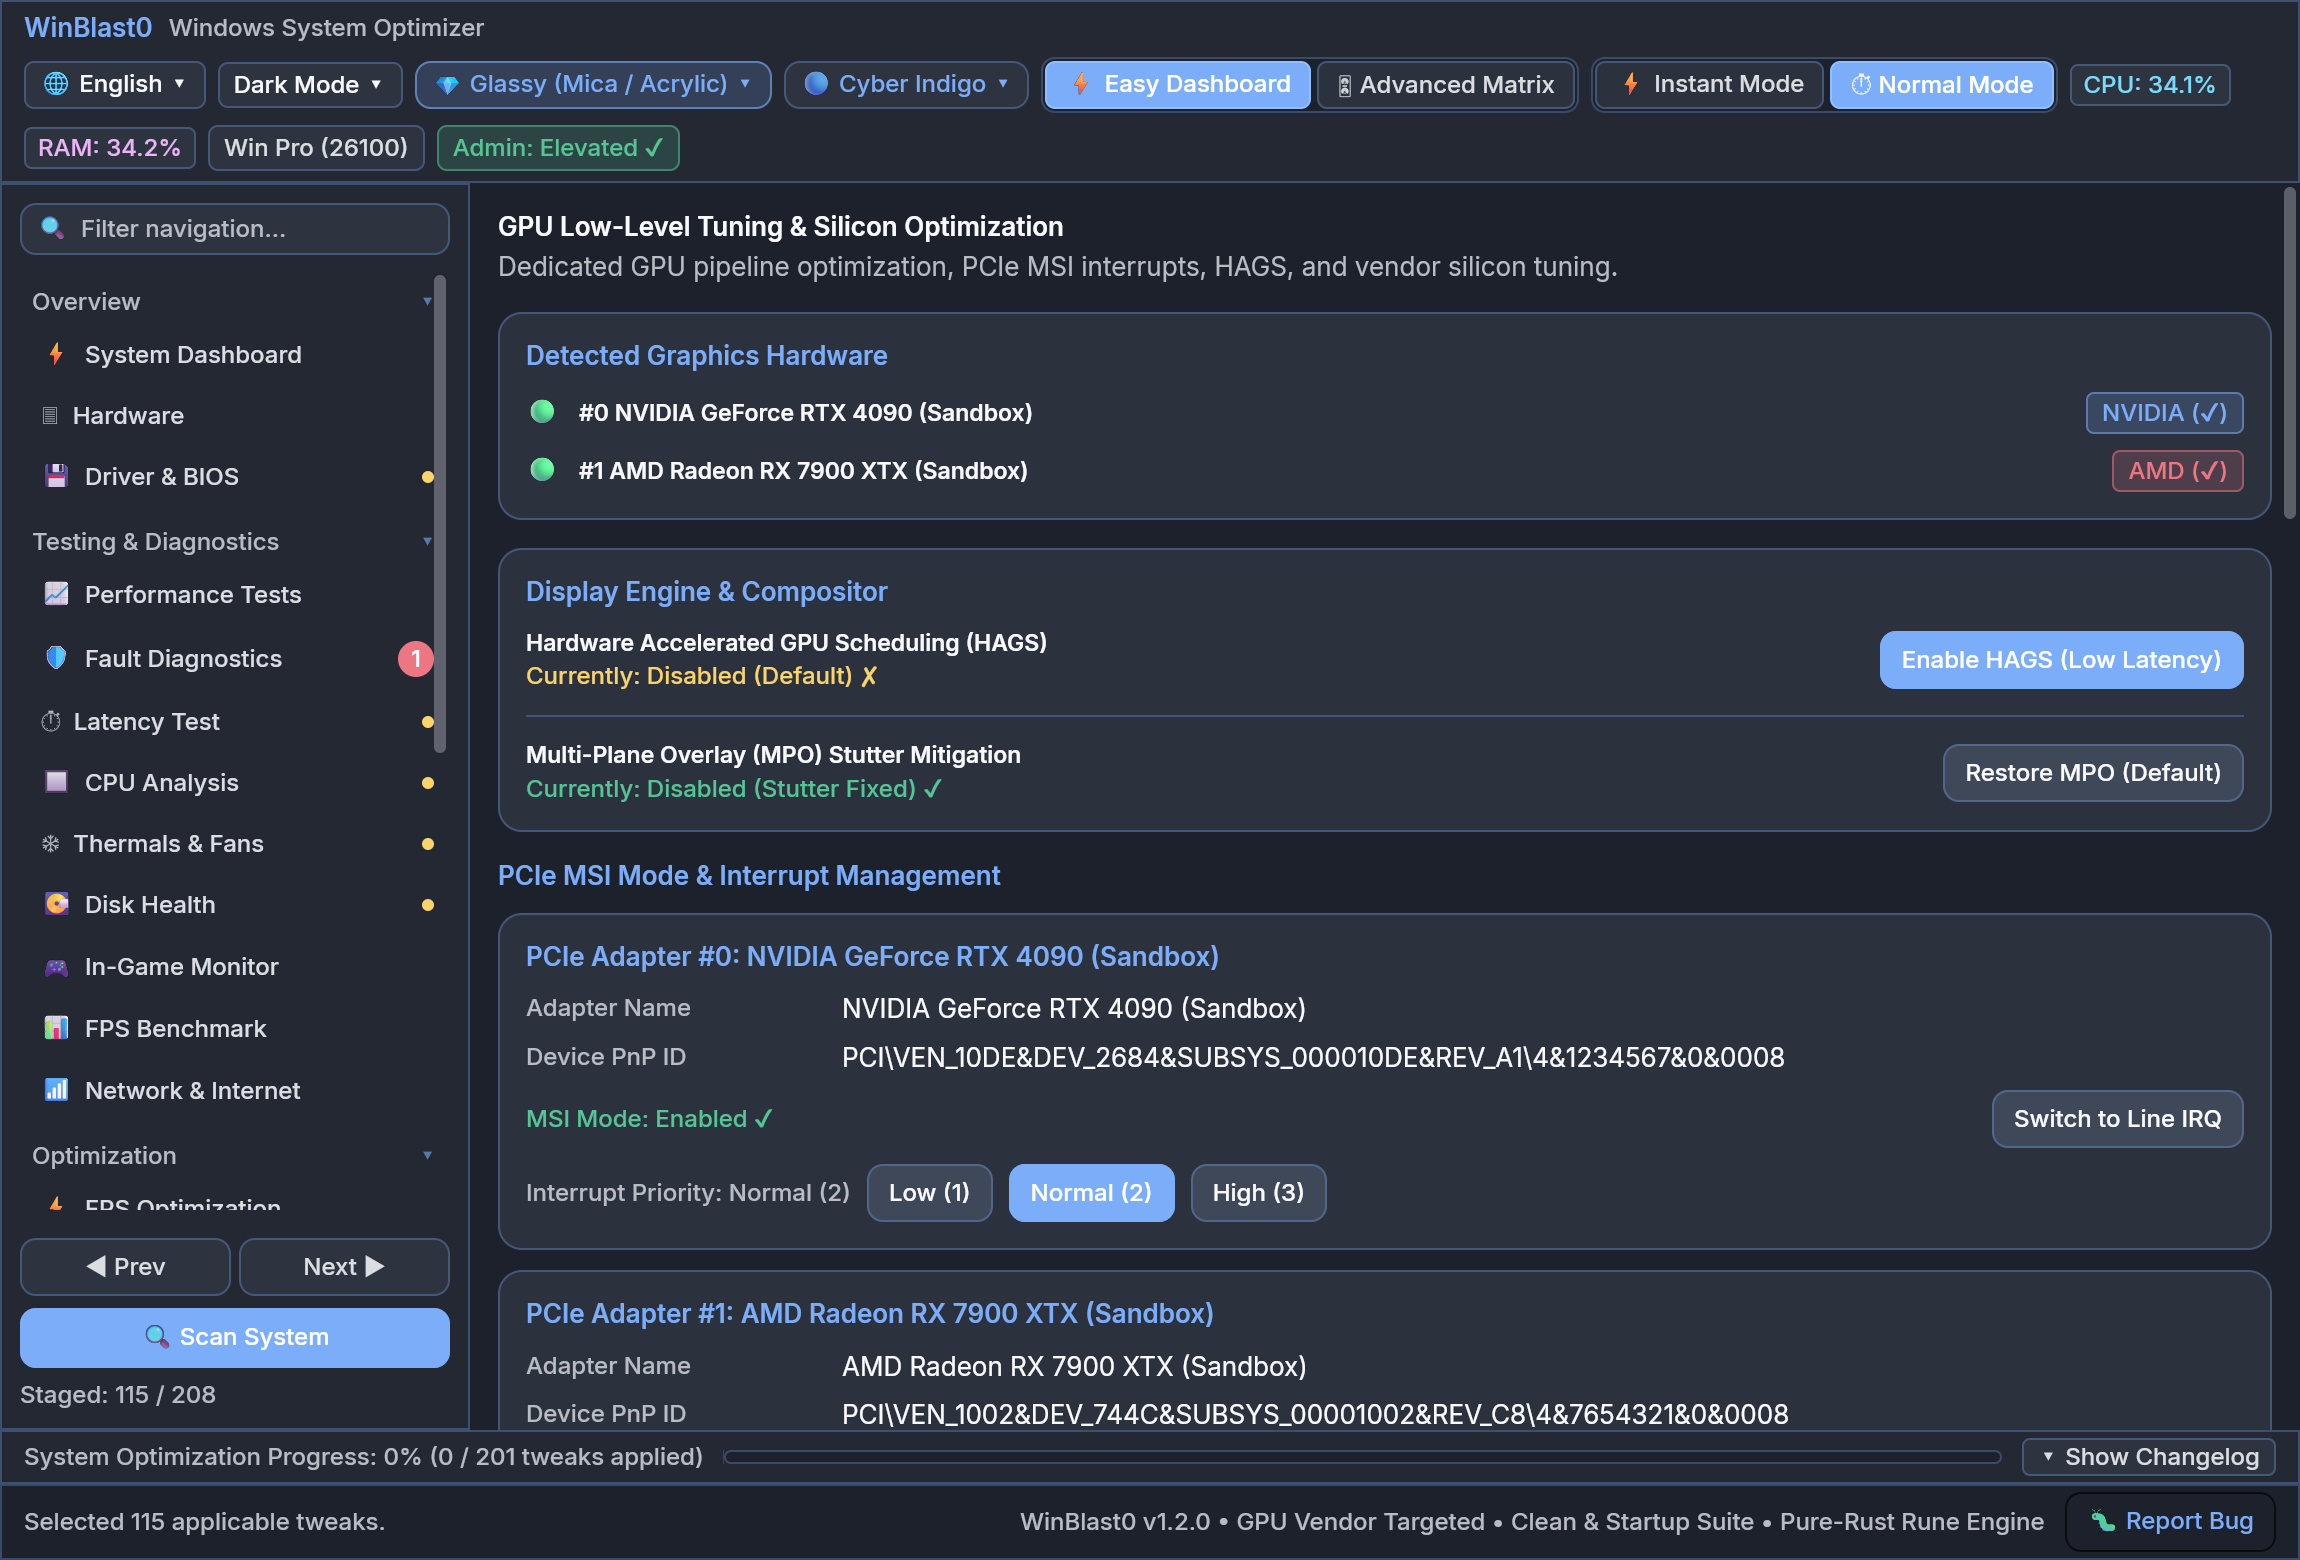 WinBlast0 Windows System Optimizer
English ▼ Dark Mode ▼ Glassy (Mica / Acrylic) ▼ Cyber Indigo ▼ Easy Dashboard Advanced Matrix Instant Mode Normal Mode CPU: 34.1%
RAM: 34.2% Win Pro (26100) Admin: Elevated ✓
Filter navigation...
Overview ▼
System Dashboard
Hardware
Driver & BIOS
Testing & Diagnostics ▼
Performance Tests
Fault Diagnostics 1
Latency Test
CPU Analysis
Thermals & Fans
Disk Health
In-Game Monitor
FPS Benchmark
Network & Internet
Optimization ▼
FPS Optimization
◀ Prev Next ▶
Scan System
Staged: 115 / 208
GPU Low-Level Tuning & Silicon Optimization
Dedicated GPU pipeline optimization, PCIe MSI interrupts, HAGS, and vendor silicon tuning.
Detected Graphics Hardware
#0 NVIDIA GeForce RTX 4090 (Sandbox) NVIDIA (✓)
#1 AMD Radeon RX 7900 XTX (Sandbox) AMD (✓)
Display Engine & Compositor
Hardware Accelerated GPU Scheduling (HAGS)
Currently: Disabled (Default) ✗
Enable HAGS (Low Latency)
Multi-Plane Overlay (MPO) Stutter Mitigation
Currently: Disabled (Stutter Fixed) ✓
Restore MPO (Default)
PCIe MSI Mode & Interrupt Management
PCIe Adapter #0: NVIDIA GeForce RTX 4090 (Sandbox)
Adapter Name NVIDIA GeForce RTX 4090 (Sandbox)
Device PnP ID PCI\VEN_10DE&DEV_2684&SUBSYS_000010DE&REV_A1\4&1234567&0&0008
MSI Mode: Enabled ✓ Switch to Line IRQ
Interrupt Priority: Normal (2) Low (1) Normal (2) High (3)
PCIe Adapter #1: AMD Radeon RX 7900 XTX (Sandbox)
Adapter Name AMD Radeon RX 7900 XTX (Sandbox)
Device PnP ID PCI\VEN_1002&DEV_744C&SUBSYS_00001002&REV_C8\4&7654321&0&0008
System Optimization Progress: 0% (0 / 201 tweaks applied) ▼ Show Changelog
Selected 115 applicable tweaks. WinBlast0 v1.2.0 • GPU Vendor Targeted • Clean & Startup Suite • Pure-Rust Rune Engine Report Bug